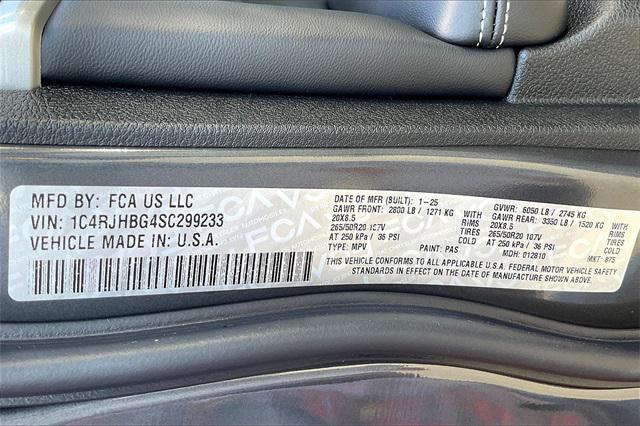 MFD BY: FCA US LLC
VIN: 1C4RJHBG4SC299233
VEHICLE MADE IN: U.S.A.
DATE OF MFR (BUILT): 1-25 GVWR: 6050 LB / 2745 KG
GAWR FRONT: 2800 LB / 1271 KG WITH GAWR REAR: 3350 LB / 1520 KG WITH
20X8.5 RIMS 20X8.5 RIMS
265/50R20 107V TIRES 265/50R20 107V TIRES
AT 250 kPa / 36 PSI COLD AT 250 kPa / 36 PSI COLD
TYPE: MPV PAINT: PAS MDH: 012810 MKT: 875
THIS VEHICLE CONFORMS TO ALL APPLICABLE U.S.A. FEDERAL MOTOR VEHICLE SAFETY
STANDARDS IN EFFECT ON THE DATE OF MANUFACTURE SHOWN ABOVE.